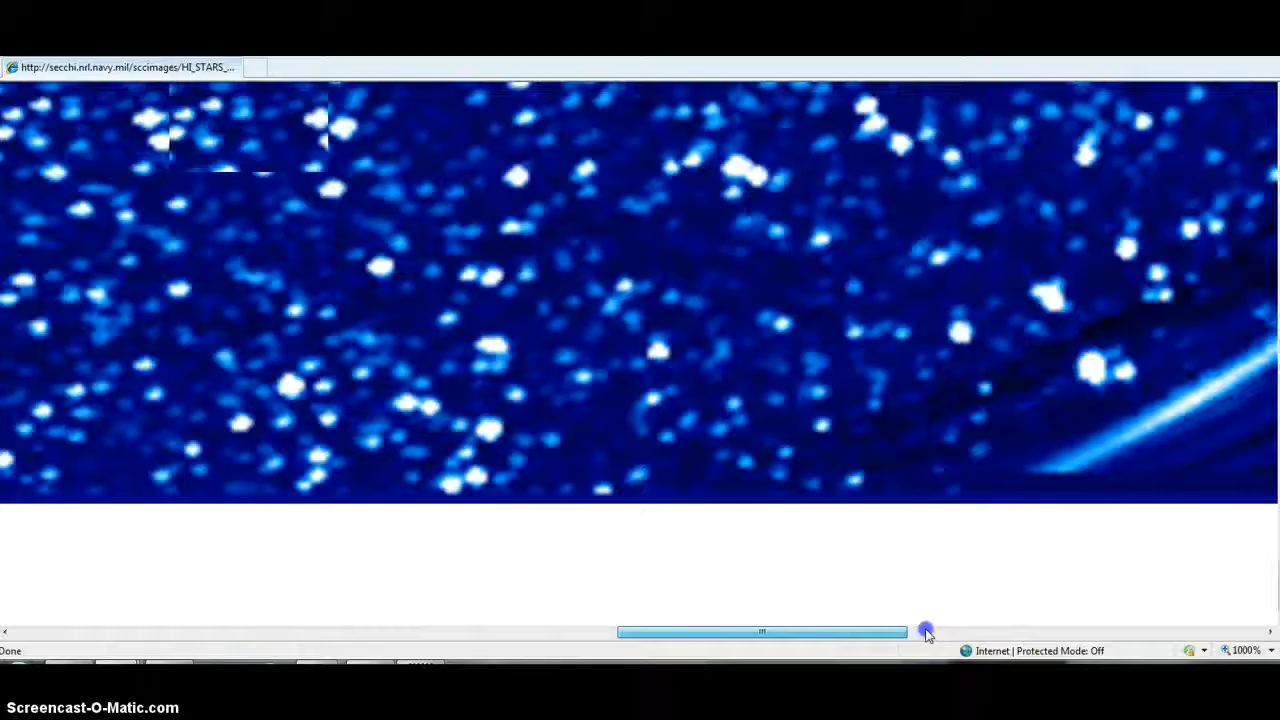 http://secchi.nrl.navy.mil/sccimages/HI_STARS_...
Done
Internet | Protected Mode: Off
1000%
Screencast-O-Matic.com